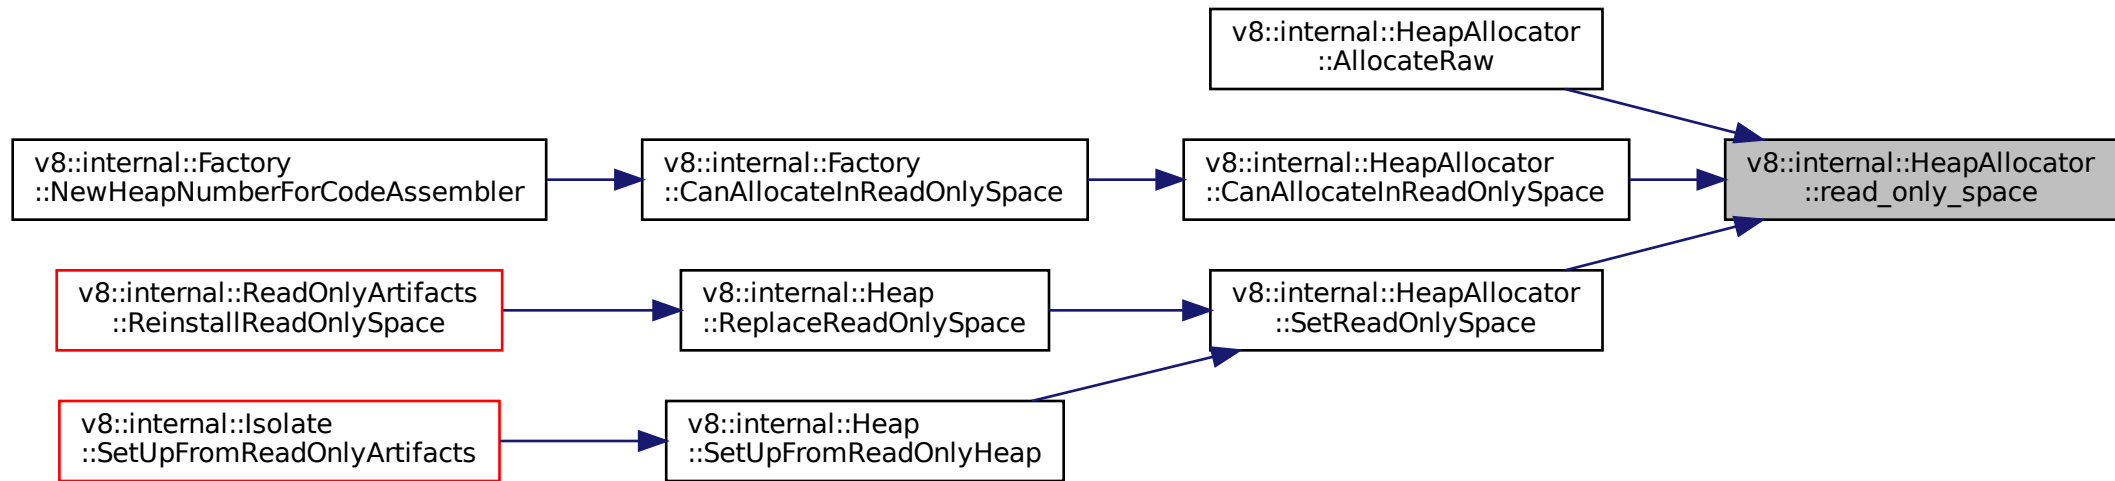 v8::internal::HeapAllocator
::AllocateRaw
v8::internal::Factory
::NewHeapNumberForCodeAssembler
v8::internal::Factory
::CanAllocateInReadOnlySpace
v8::internal::HeapAllocator
::CanAllocateInReadOnlySpace
v8::internal::HeapAllocator
::read_only_space
v8::internal::ReadOnlyArtifacts
::ReinstallReadOnlySpace
v8::internal::Heap
::ReplaceReadOnlySpace
v8::internal::HeapAllocator
::SetReadOnlySpace
v8::internal::Isolate
::SetUpFromReadOnlyArtifacts
v8::internal::Heap
::SetUpFromReadOnlyHeap